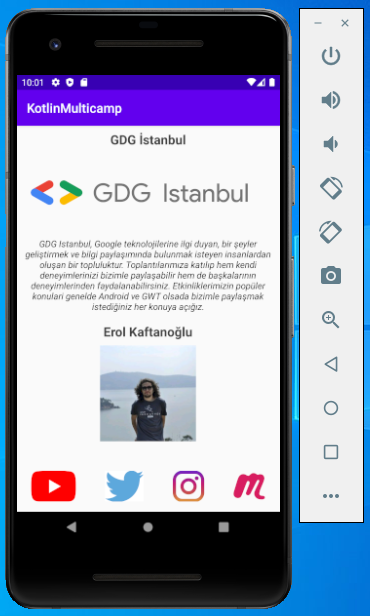 10:01
KotlinMulticamp
GDG İstanbul
GDG Istanbul
GDG Istanbul, Google teknolojilerine ilgi duyan, bir şeyler
geliştirmek ve bilgi paylaşımında bulunmak isteyen insanlardan
oluşan bir topluluktur. Toplantılarımıza katılıp hem kendi
deneyimlerinizi bizimle paylaşabilir hem de başkalarının
deneyimlerinden faydalanabilirsiniz. Etkinliklerimizin popüler
konuları genelde Android ve GWT olsada bizimle paylaşmak
istediğiniz her konuya açığız.
Erol Kaftanoğlu
m